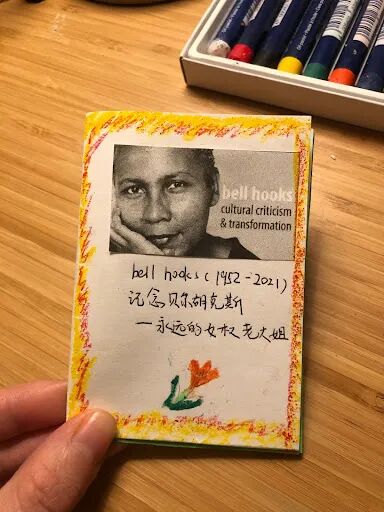 bell hooks
cultural criticism
& transformation
bell hooks (1952-2021)
记念贝尔胡克斯
—永远的女权老大姐